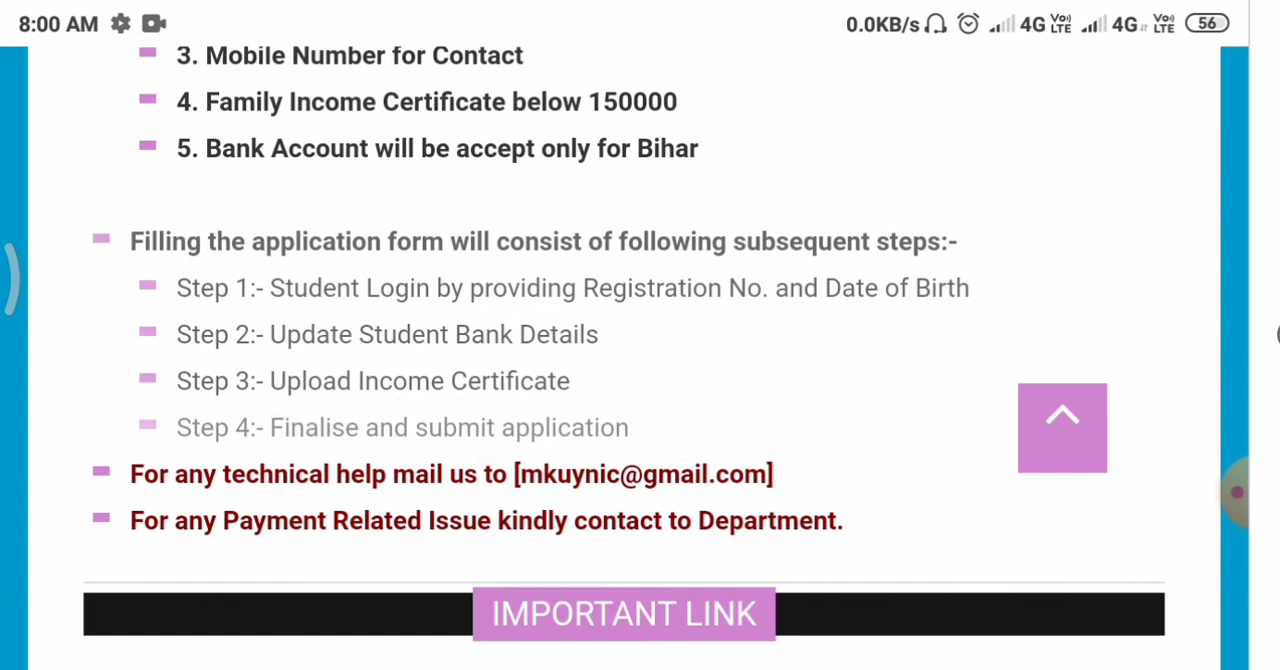 8:00 AM 0.0KB/s 4G Vo) LTE 4G Vo) LTE 56
3. Mobile Number for Contact
4. Family Income Certificate below 150000
5. Bank Account will be accept only for Bihar
Filling the application form will consist of following subsequent steps:-
Step 1:- Student Login by providing Registration No. and Date of Birth
Step 2:- Update Student Bank Details
Step 3:- Upload Income Certificate
Step 4:- Finalise and submit application
For any technical help mail us to [mkuynic@gmail.com]
For any Payment Related Issue kindly contact to Department.
IMPORTANT LINK